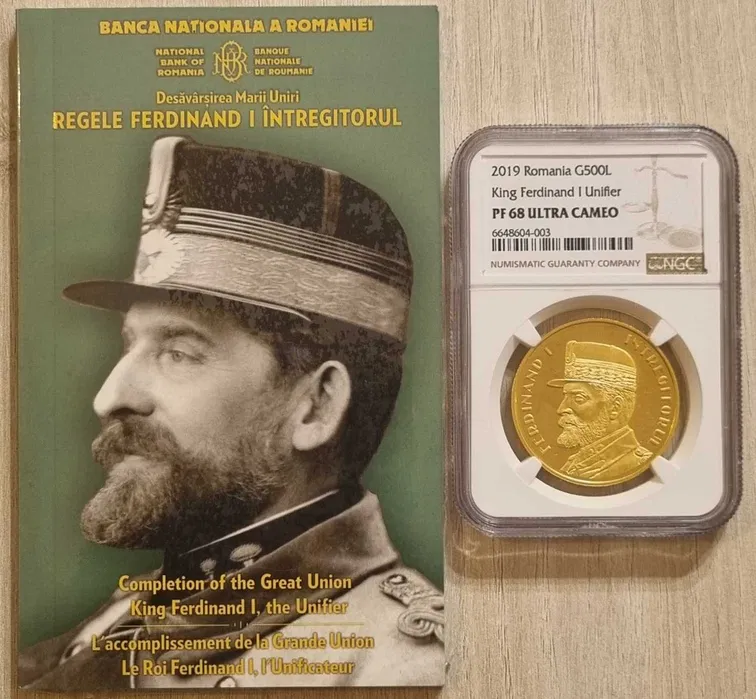 BANCA NATIONALA A ROMANIEI
NATIONAL
BANK OF
ROMANIA
BNR
BANQUE
NATIONALE
DE ROUMANIE
Desăvârșirea Marii Uniri
REGELE FERDINAND I ÎNTREGITORUL
Completion of the Great Union
King Ferdinand I, the Unifier
L'accomplissement de la Grande Union
Le Roi Ferdinand I, l'Unificateur
2019 Romania G500L
King Ferdinand I Unifier
PF 68 ULTRA CAMEO
6648604-003
NUMISMATIC GUARANTY COMPANY
NGC
FERDINAND I
INTREGITORUL